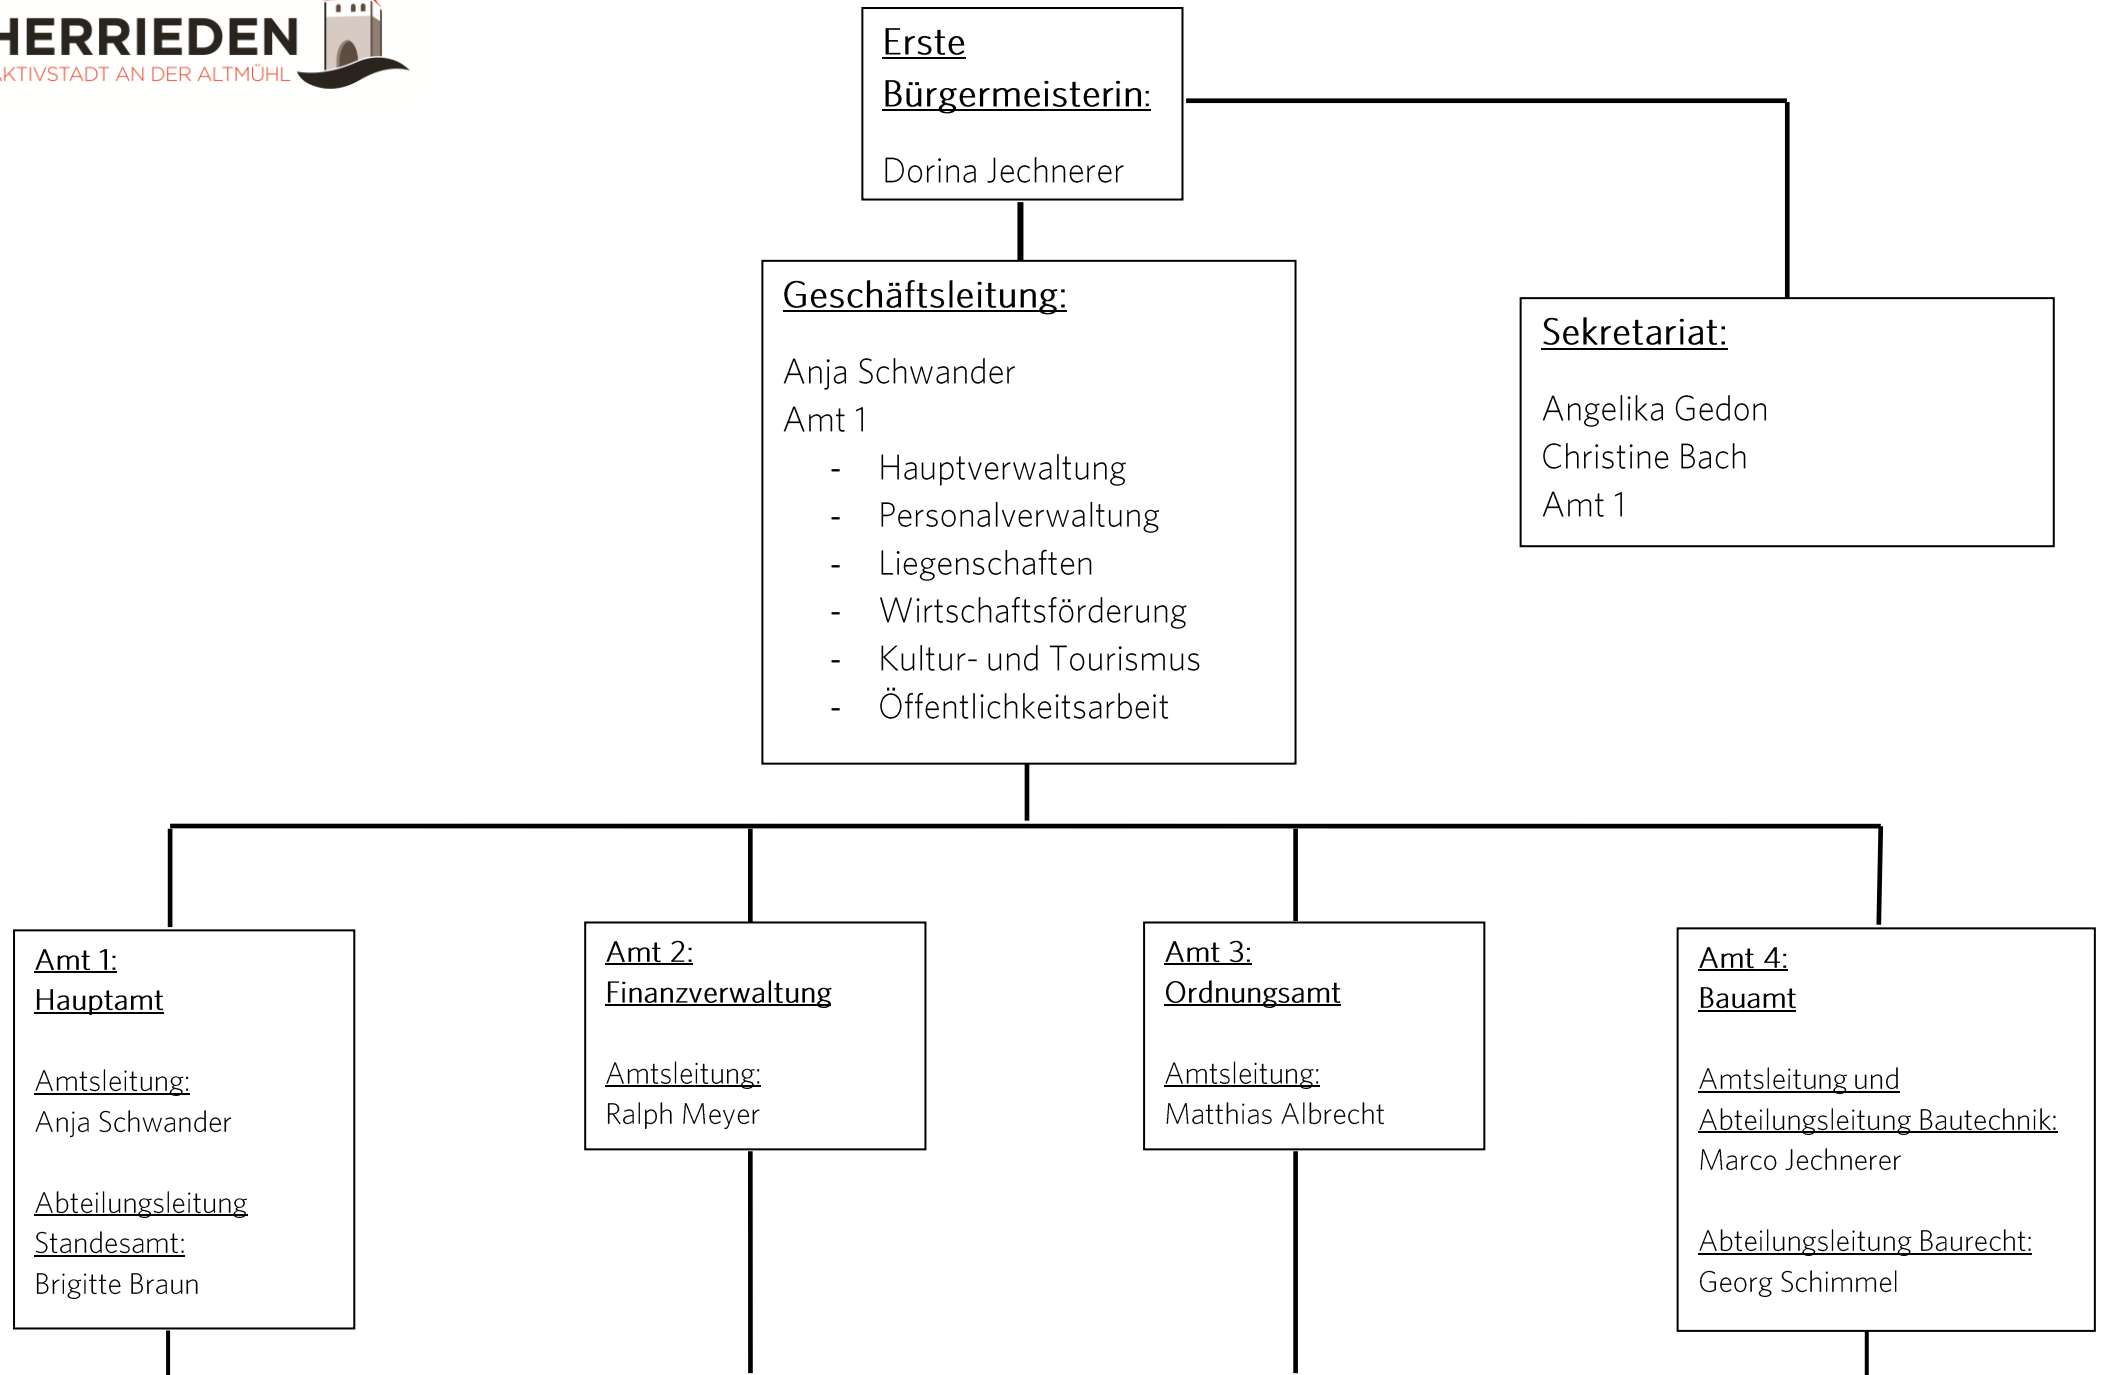 HERRIEDEN
AKTIVSTADT AN DER ALTMÜHL
Erste
Bürgermeisterin:
Dorina Jechnerer
Geschäftsleitung:
Anja Schwander
Amt 1
- Hauptverwaltung
- Personalverwaltung
- Liegenschaften
- Wirtschaftsförderung
- Kultur- und Tourismus
- Öffentlichkeitsarbeit
Sekretariat:
Angelika Gedon
Christine Bach
Amt 1
Amt 1:
Hauptamt
Amtsleitung:
Anja Schwander
Abteilungsleitung
Standesamt:
Brigitte Braun
Amt 2:
Finanzverwaltung
Amtsleitung:
Ralph Meyer
Amt 3:
Ordnungsamt
Amtsleitung:
Matthias Albrecht
Amt 4:
Bauamt
Amtsleitung und
Abteilungsleitung Bautechnik:
Marco Jechnerer
Abteilungsleitung Baurecht:
Georg Schimmel